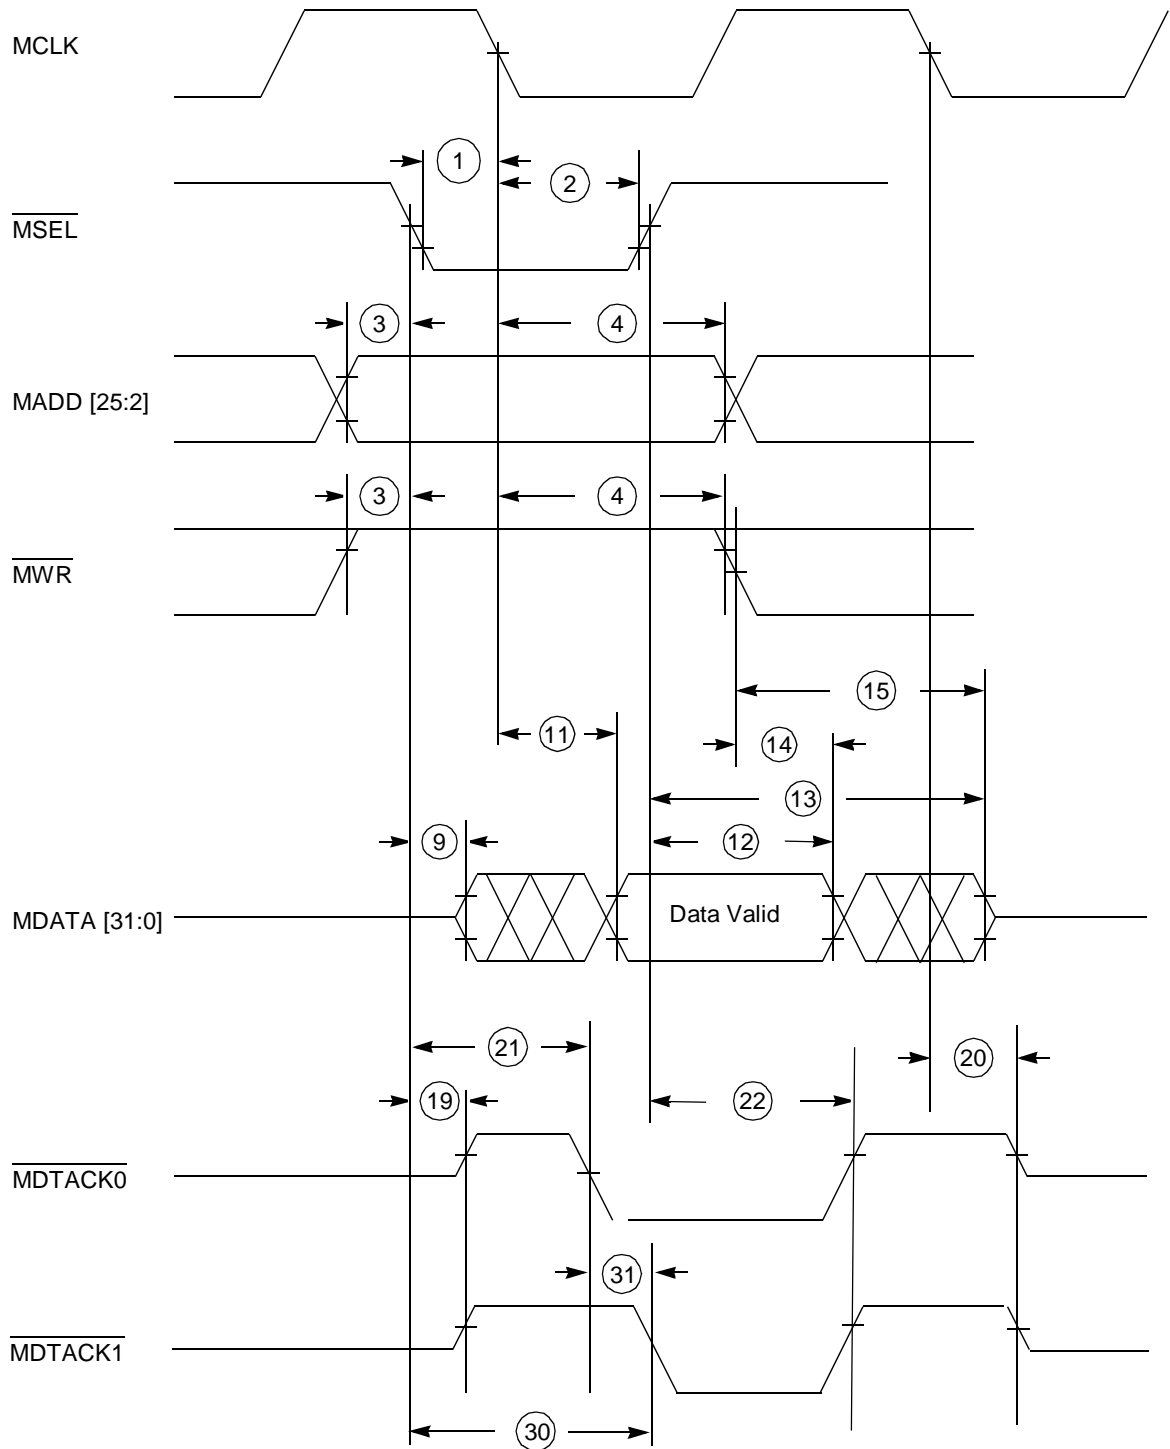 MCLK
1
2
MSEL
3
4
MADD [25:2]
3
4
MWR
15
11
14
13
9
12
MDATA [31:0]
Data Valid
21
20
19
22
MDTACK0
31
MDTACK1
30